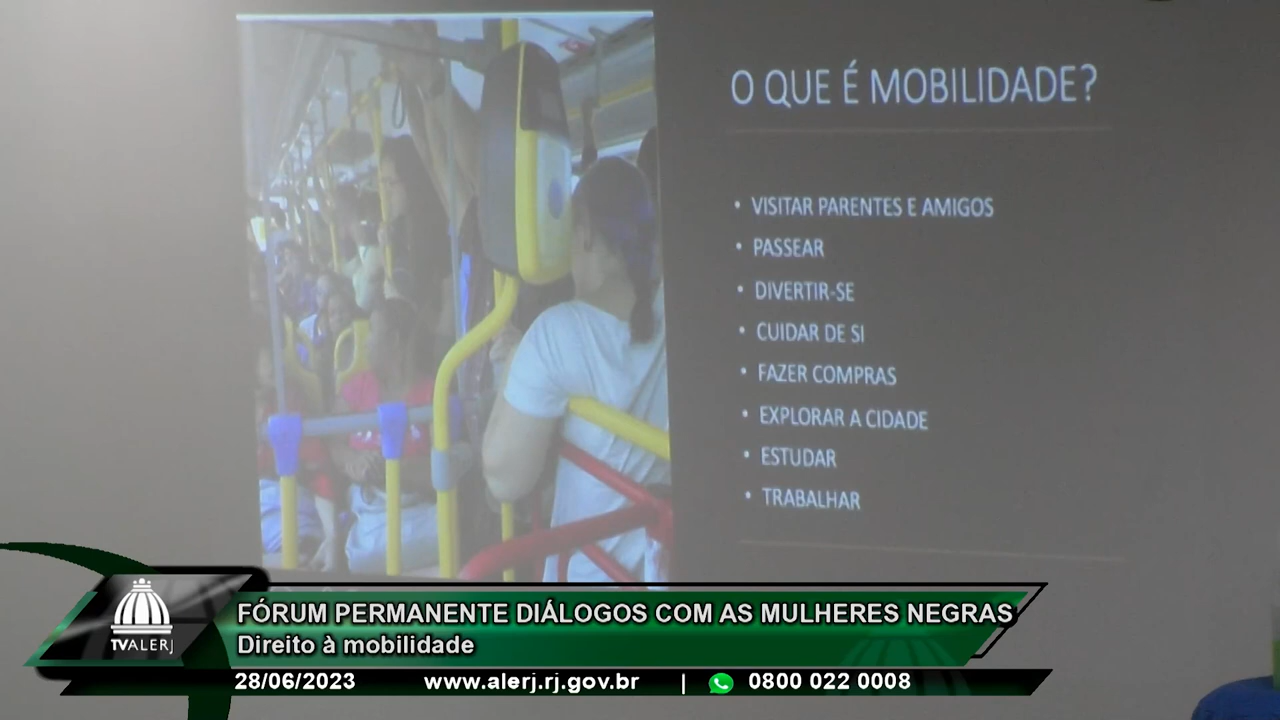 O QUE É MOBILIDADE?
• VISITAR PARENTES E AMIGOS
• PASSEAR
• DIVERTIR-SE
• CUIDAR DE SI
• FAZER COMPRAS
• EXPLORAR A CIDADE
• ESTUDAR
• TRABALHAR
TVALERJ
FÓRUM PERMANENTE DIÁLOGOS COM AS MULHERES NEGRAS
Direito à mobilidade
28/06/2023 www.alerj.rj.gov.br | 0800 022 0008